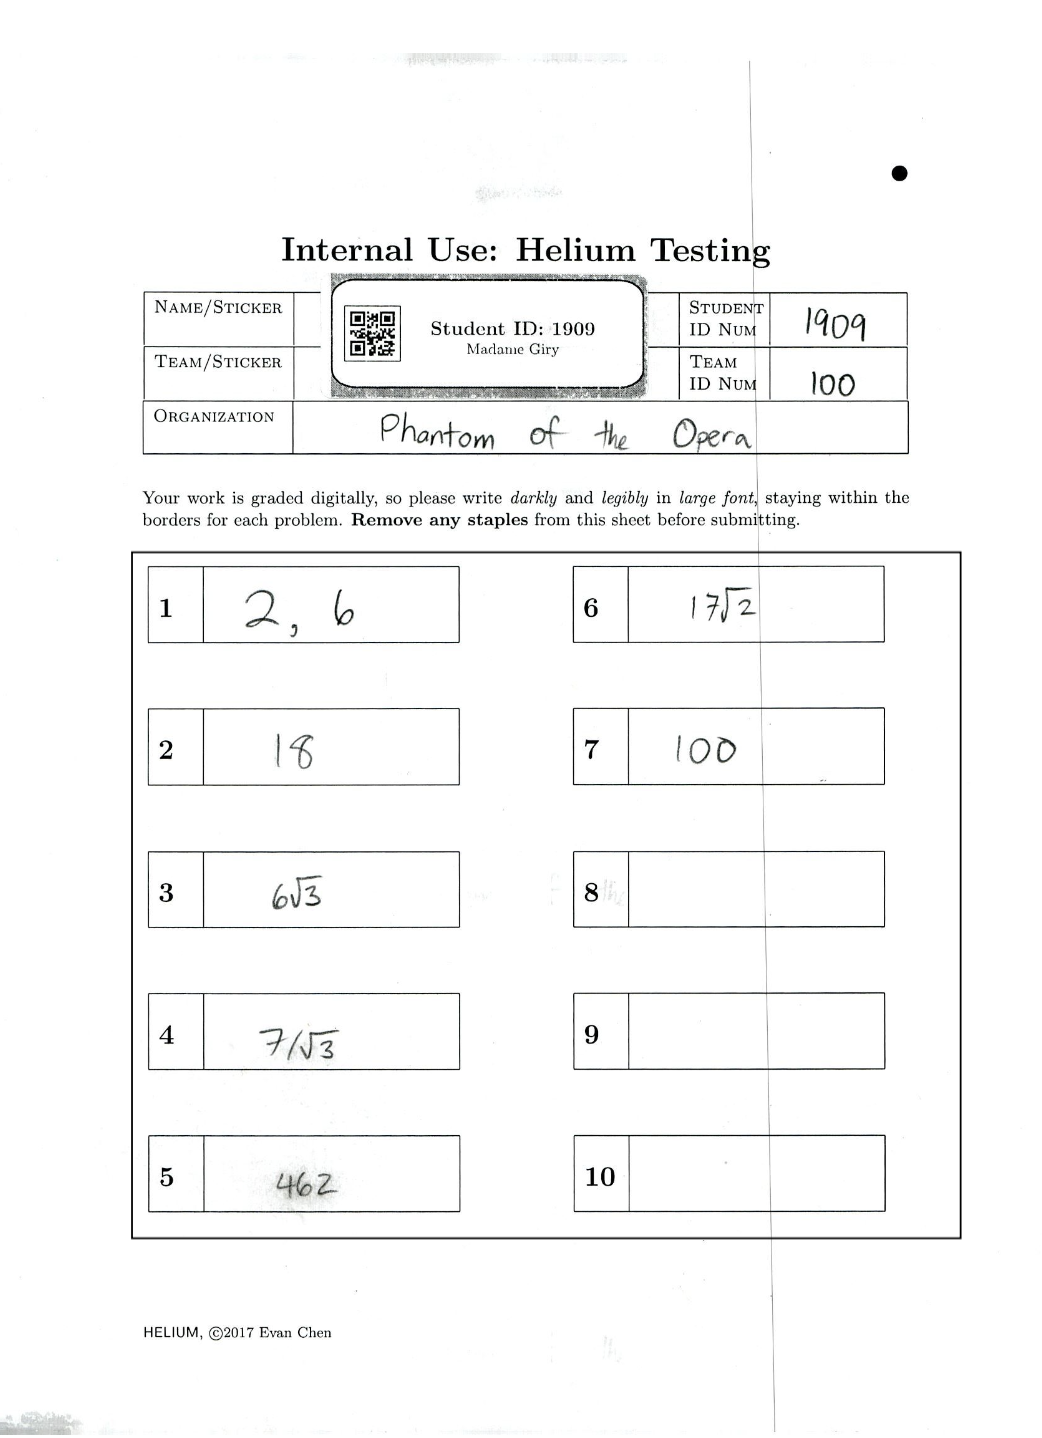 Internal Use: Helium Testing
NAME/STICKER
Student ID: 1909
Madame Giry
STUDENT ID NUM 1909
TEAM/STICKER
TEAM ID NUM 100
ORGANIZATION Phantom of the Opera
Your work is graded digitally, so please write darkly and legibly in large font, staying within the
borders for each problem. Remove any staples from this sheet before submitting.
1 2, 6
6 17√2
2 18
7 100
3 6√3
8
4 7/√3
9
5 462
10
HELIUM, ©2017 Evan Chen